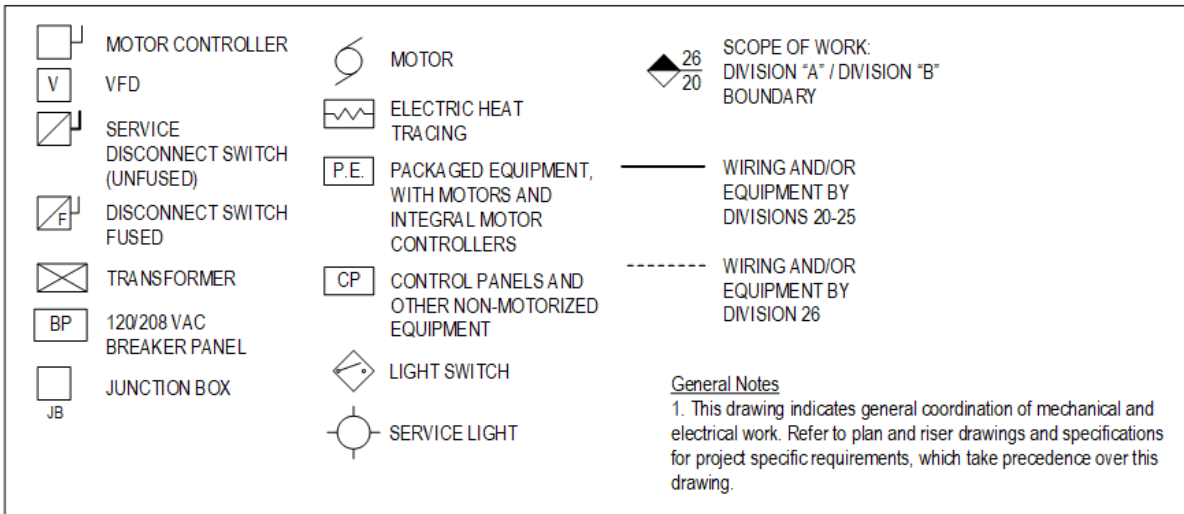 MOTOR CONTROLLER
V
VFD
SERVICE
DISCONNECT SWITCH
(UNFUSED)
F
DISCONNECT SWITCH
FUSED
TRANSFORMER
BP
120/208 VAC
BREAKER PANEL
JUNCTION BOX
JB
MOTOR
ELECTRIC HEAT
TRACING
P.E.
PACKAGED EQUIPMENT,
WITH MOTORS AND
INTEGRAL MOTOR
CONTROLLERS
CP
CONTROL PANELS AND
OTHER NON-MOTORIZED
EQUIPMENT
LIGHT SWITCH
SERVICE LIGHT
26
20
SCOPE OF WORK:
DIVISION “A” / DIVISION “B”
BOUNDARY
WIRING AND/OR
EQUIPMENT BY
DIVISIONS 20-25
WIRING AND/OR
EQUIPMENT BY
DIVISION 26
General Notes
1. This drawing indicates general coordination of mechanical and
electrical work. Refer to plan and riser drawings and specifications
for project specific requirements, which take precedence over this
drawing.